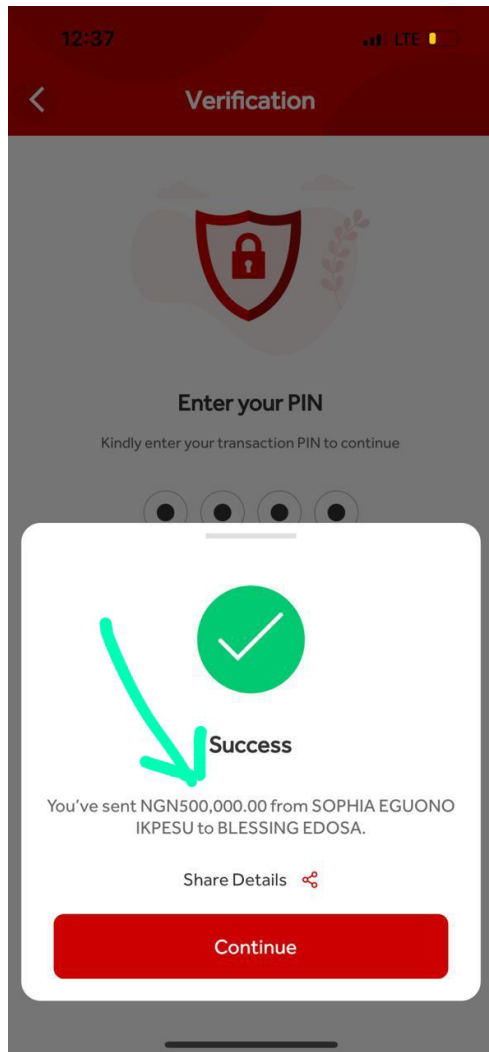 12:37
LTE
Verification
Enter your PIN
Kindly enter your transaction PIN to continue
Success
You've sent NGN500,000.00 from SOPHIA EGUONO
IKPESU to BLESSING EDOSA.
Share Details
Continue